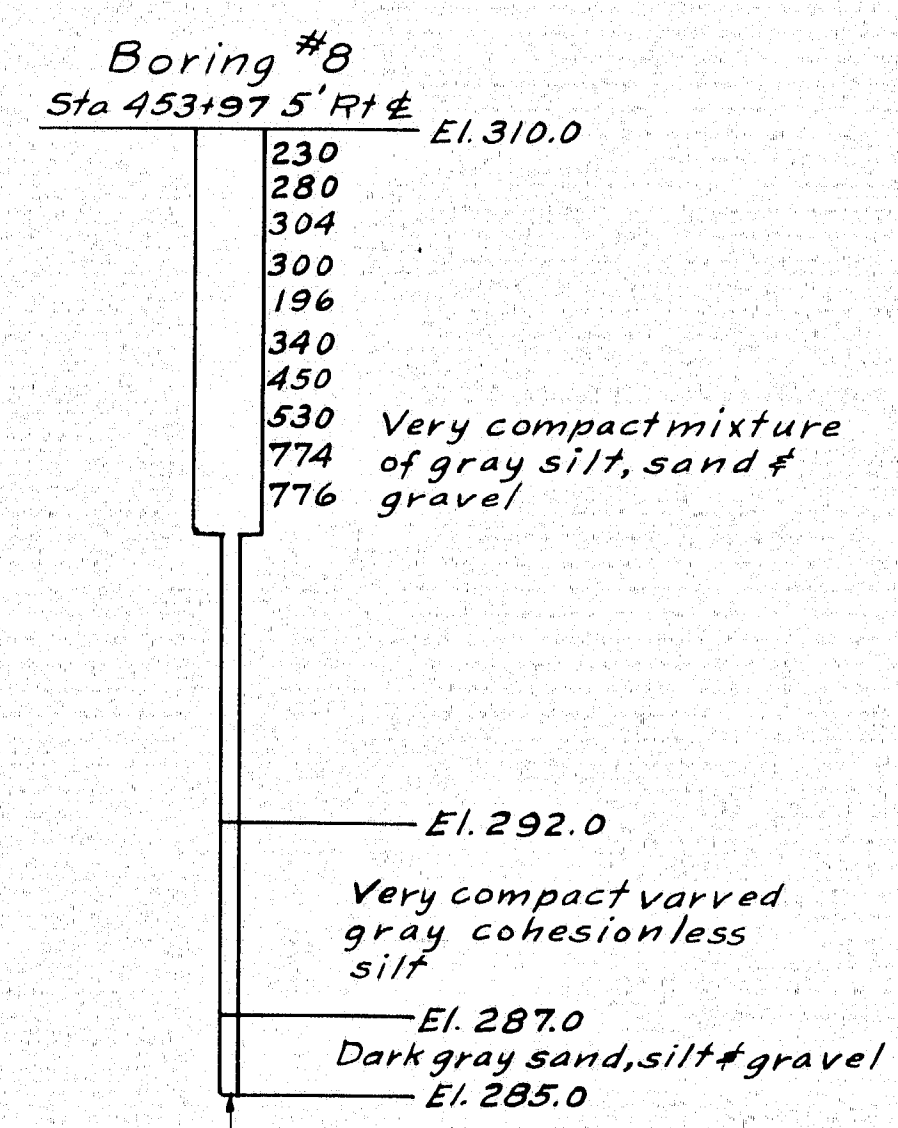 Boring #8
Sta 453+97 5' Rt ℄
El. 310.0
230
280
304
300
196
340
450
530
774
776
Very compact mixture
of gray silt, sand &
gravel
El. 292.0
Very compact varved
gray cohesionless
silt
El. 287.0
Dark gray sand, silt & gravel
El. 285.0